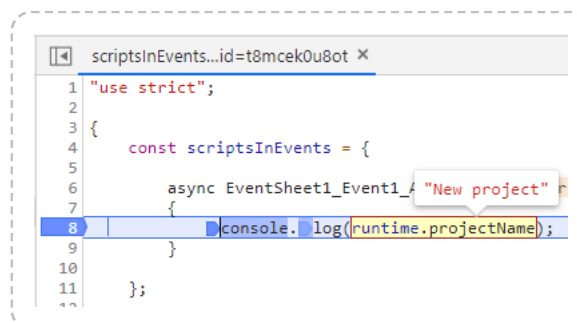 scriptsInEvents...id=t8mcek0u8ot ×
1 "use strict";
2
3 {
4 const scriptsInEvents = {
5
6 async EventSheet1_Event1_
"New project"
7 {
8 console.log(runtime.projectName);
9 }
10
11 };